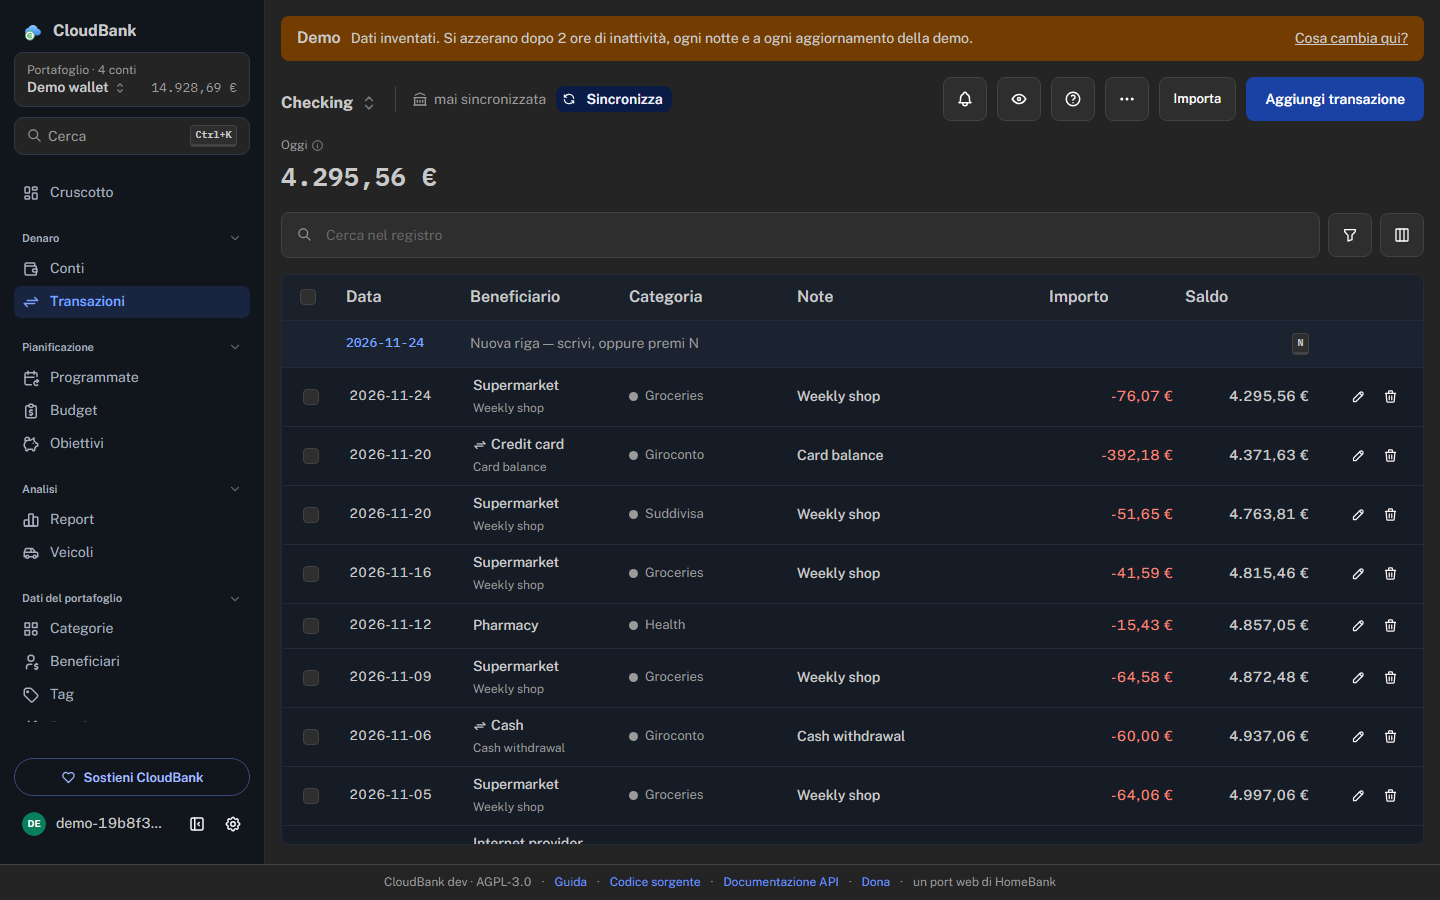 CloudBank
Portafoglio · 4 conti
Demo wallet 14.928,69 €
Cerca Ctrl+K
Cruscotto
Denaro
Conti
Transazioni
Pianificazione
Programmate
Budget
Obiettivi
Analisi
Report
Veicoli
Dati del portafoglio
Categorie
Beneficiari
Tag
Sostieni CloudBank
DE demo-19b8f3...
Demo Dati inventati. Si azzerano dopo 2 ore di inattività, ogni notte e a ogni aggiornamento della demo. Cosa cambia qui?
Checking mai sincronizzata Sincronizza Importa Aggiungi transazione
Oggi
4.295,56 €
Cerca nel registro
Data Beneficiario Categoria Note Importo Saldo
2026-11-24 Nuova riga — scrivi, oppure premi N N
2026-11-24 Supermarket Groceries Weekly shop -76,07 € 4.295,56 €
Weekly shop
2026-11-20 Credit card Giroconto Card balance -392,18 € 4.371,63 €
Card balance
2026-11-20 Supermarket Suddivisa Weekly shop -51,65 € 4.763,81 €
Weekly shop
2026-11-16 Supermarket Groceries Weekly shop -41,59 € 4.815,46 €
Weekly shop
2026-11-12 Pharmacy Health -15,43 € 4.857,05 €
2026-11-09 Supermarket Groceries Weekly shop -64,58 € 4.872,48 €
Weekly shop
2026-11-06 Cash Giroconto Cash withdrawal -60,00 € 4.937,06 €
Cash withdrawal
2026-11-05 Supermarket Groceries Weekly shop -64,06 € 4.997,06 €
Weekly shop
Internet provider
CloudBank dev · AGPL-3.0 · Guida · Codice sorgente · Documentazione API · Dona · un port web di HomeBank